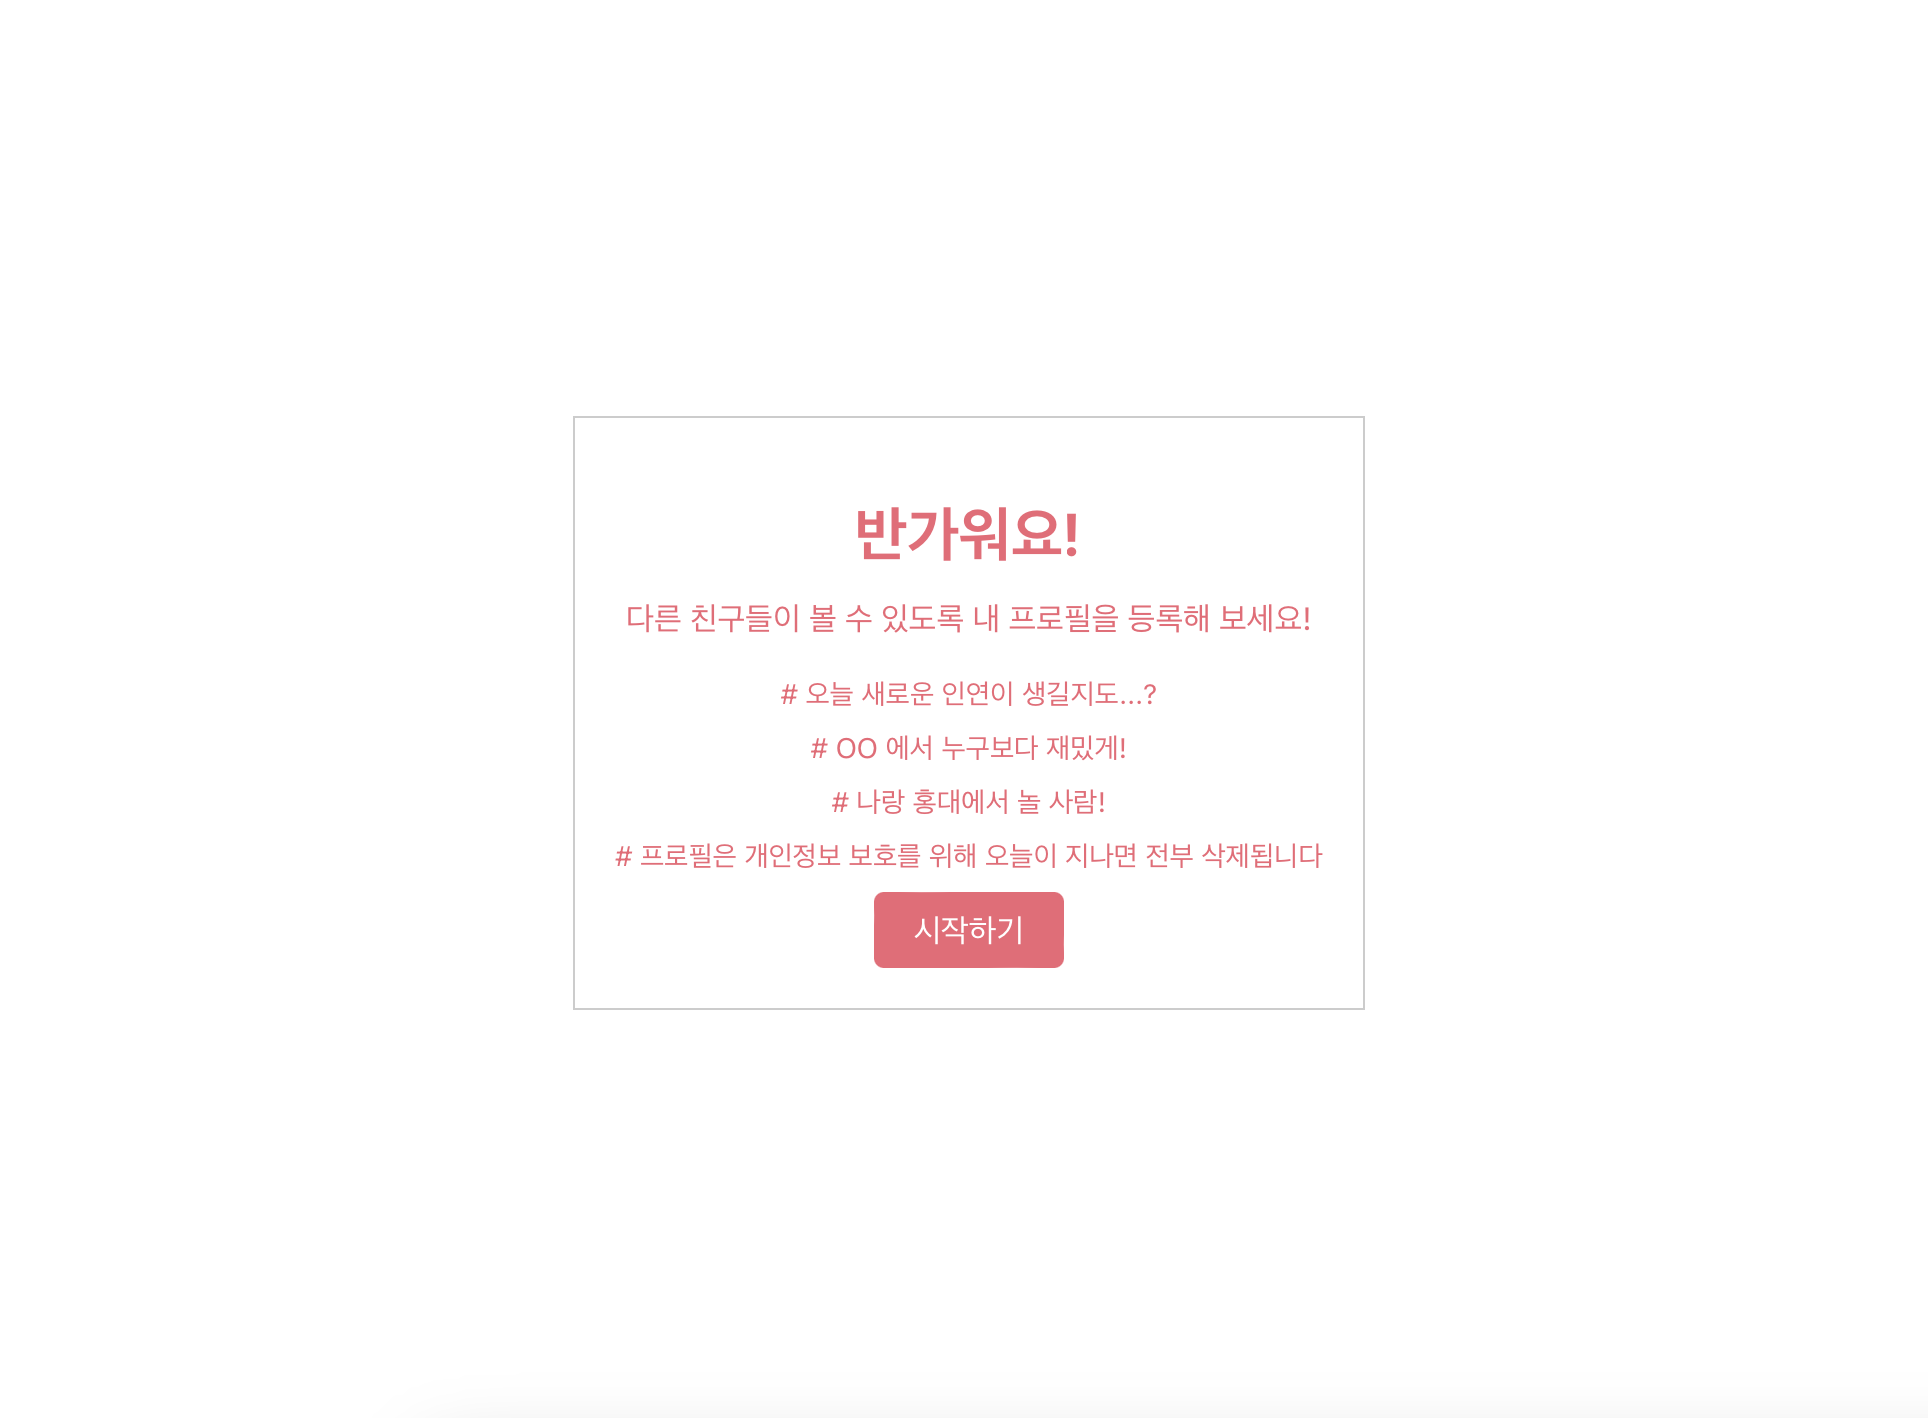 반가워요!
다른 친구들이 볼 수 있도록 내 프로필을 등록해 보세요!
# 오늘 새로운 인연이 생길지도...?
# OO 에서 누구보다 재밌게!
# 나랑 홍대에서 놀 사람!
# 프로필은 개인정보 보호를 위해 오늘이 지나면 전부 삭제됩니다
시작하기